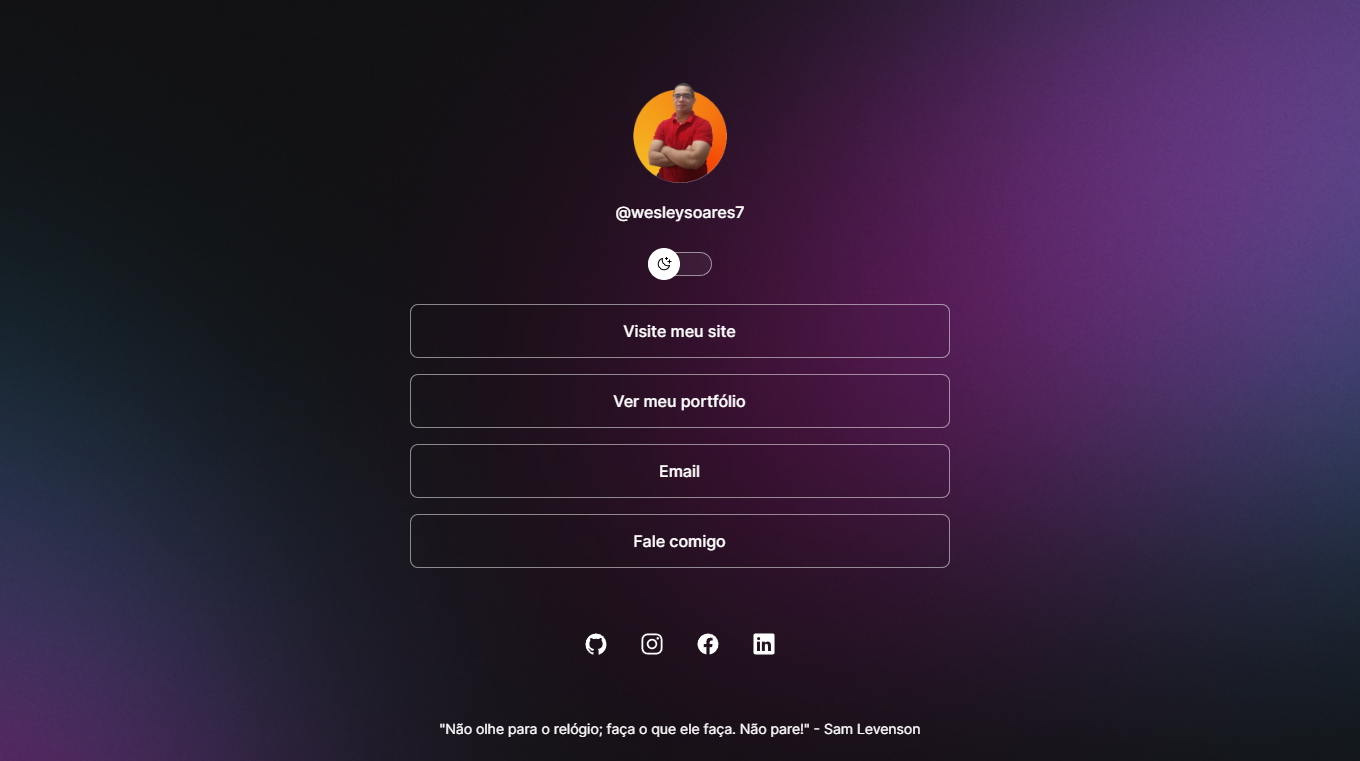 @wesleysoares7
Visite meu site
Ver meu portfólio
Email
Fale comigo
"Não olhe para o relógio; faça o que ele faça. Não pare!" - Sam Levenson